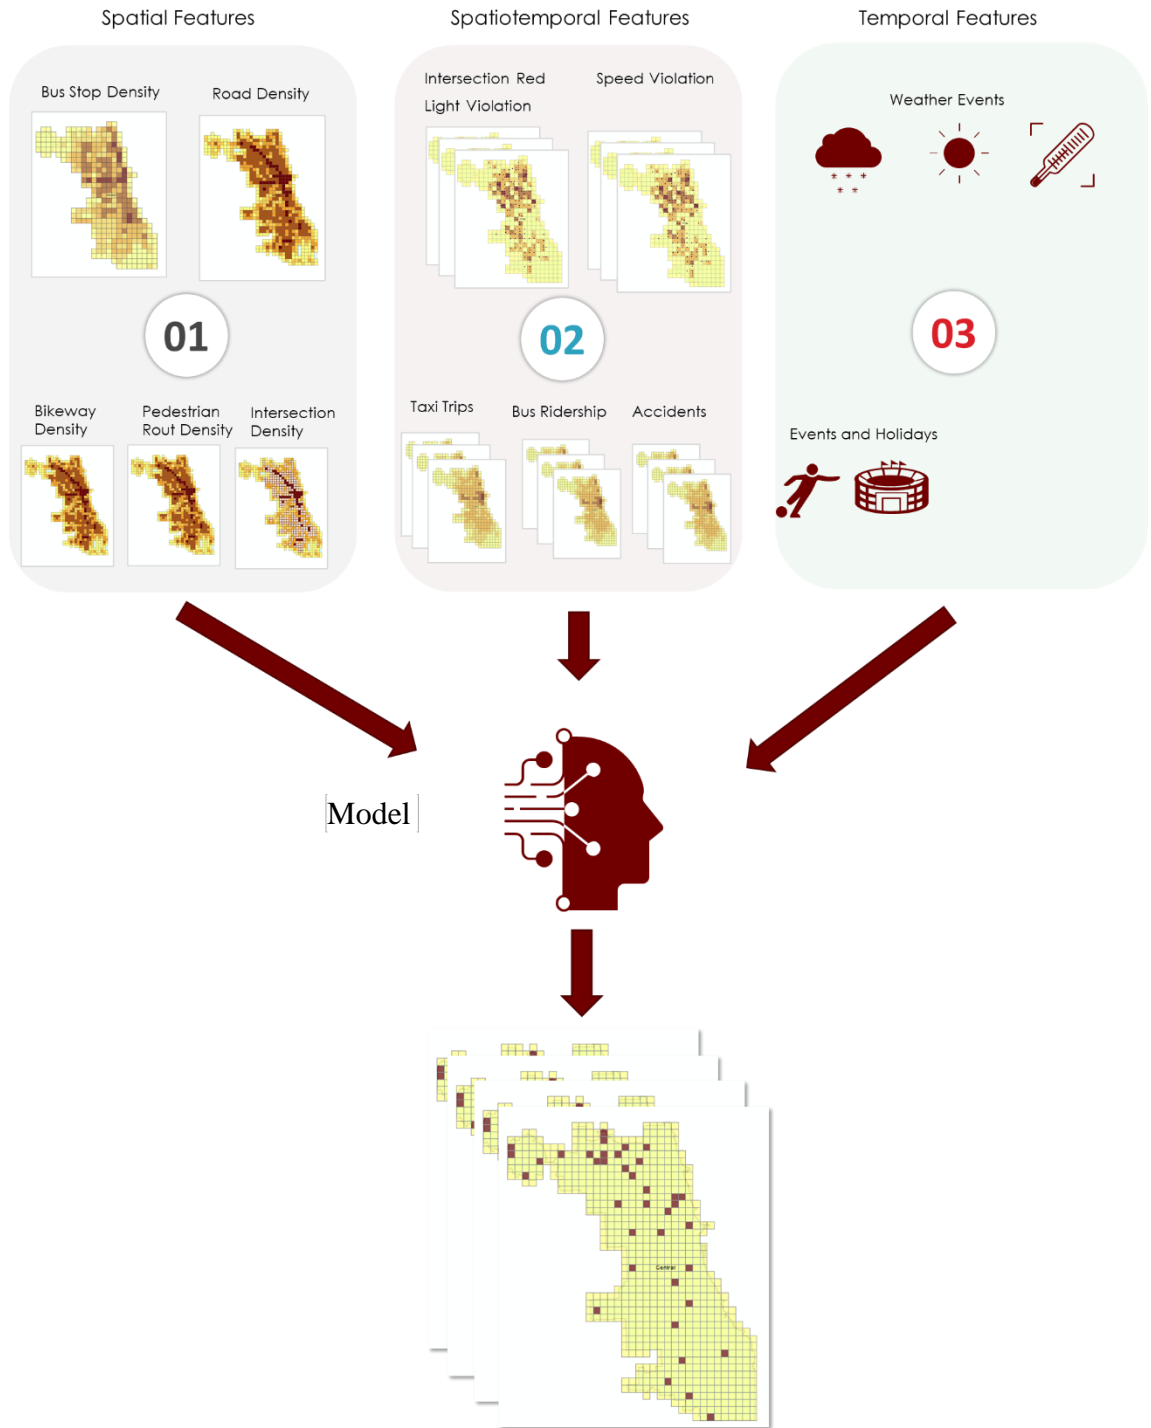 Spatial Features
Spatiotemporal Features
Temporal Features
Bus Stop Density
Road Density
Intersection Red
Light Violation
Speed Violation
Weather Events
01
02
03
Bikeway
Density
Pedestrian
Rout Density
Intersection
Density
Taxi Trips
Bus Ridership
Accidents
Events and Holidays
Model
Central